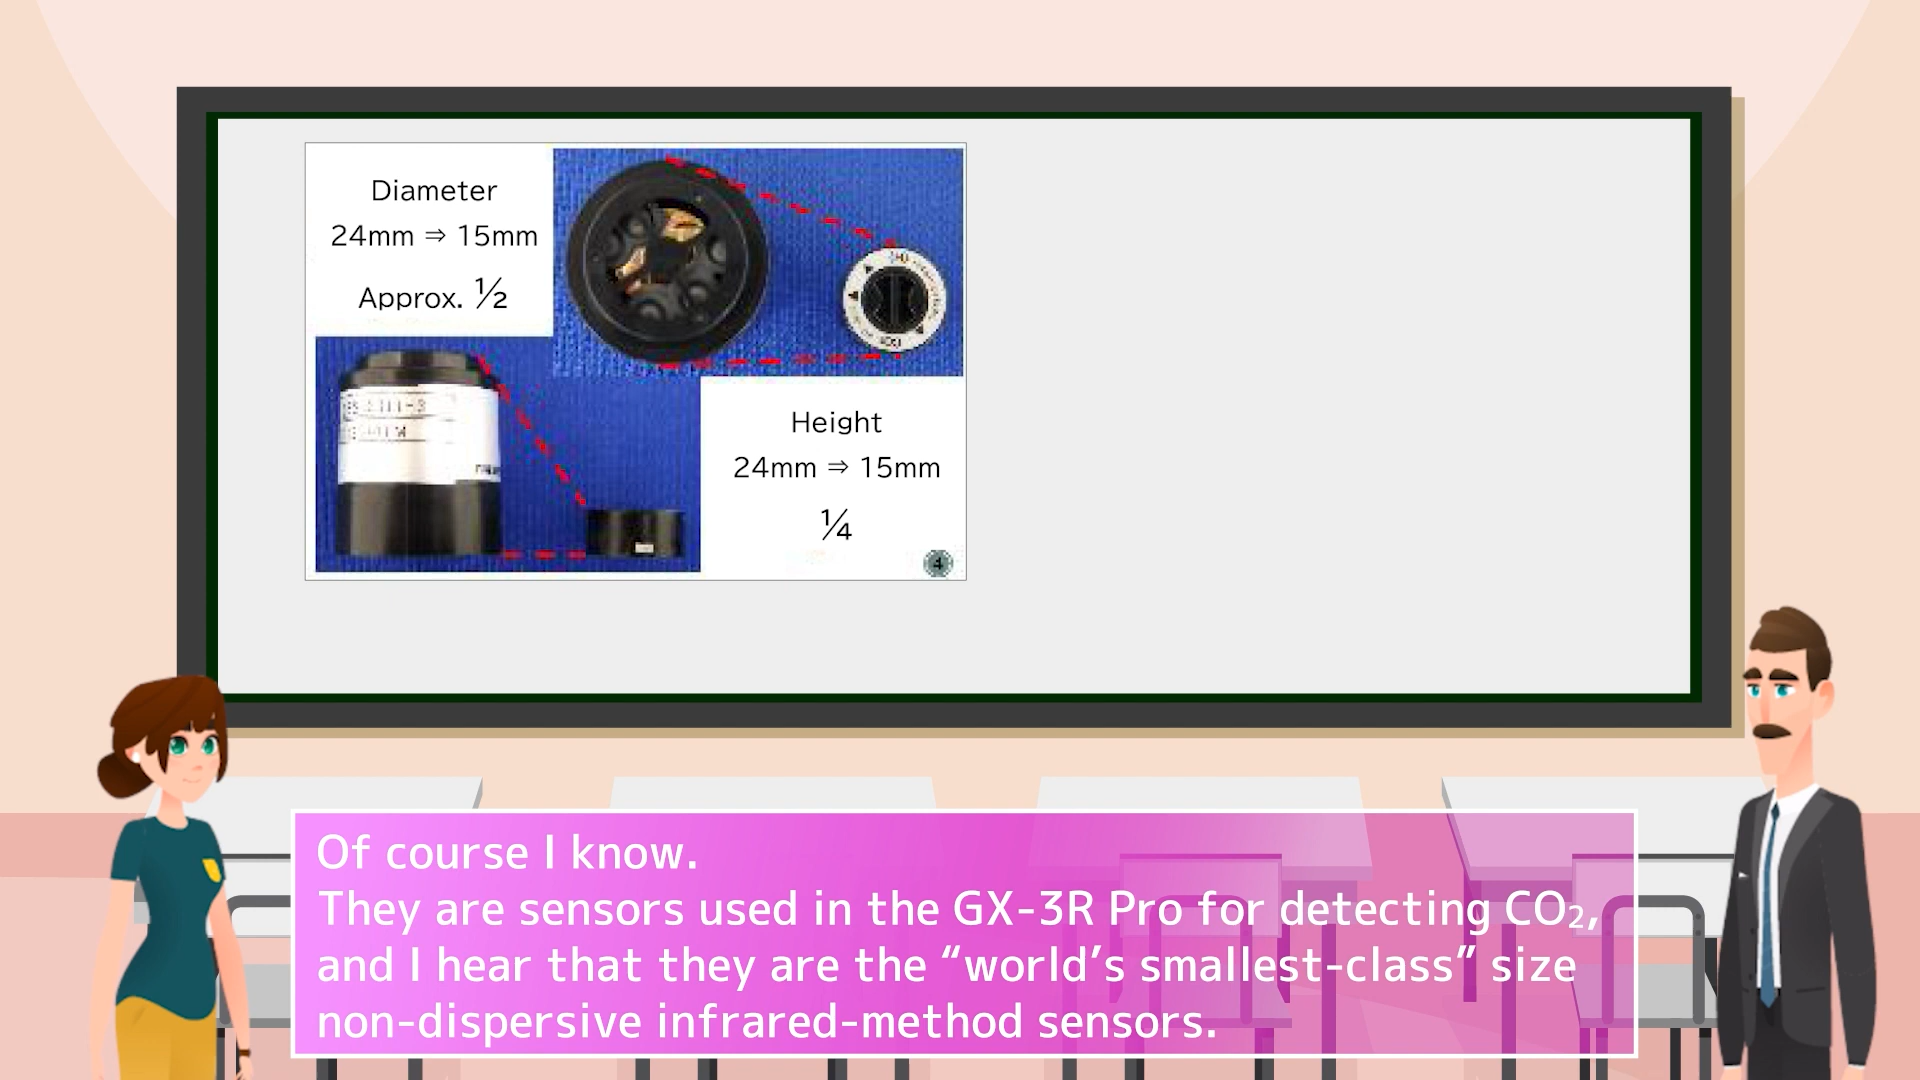 Diameter
24mm ⇒ 15mm
Approx. ½
Height
24mm ⇒ 15mm
¼
4
Of course I know.
They are sensors used in the GX-3R Pro for detecting CO₂,
and I hear that they are the “world’s smallest-class” size
non-dispersive infrared-method sensors.